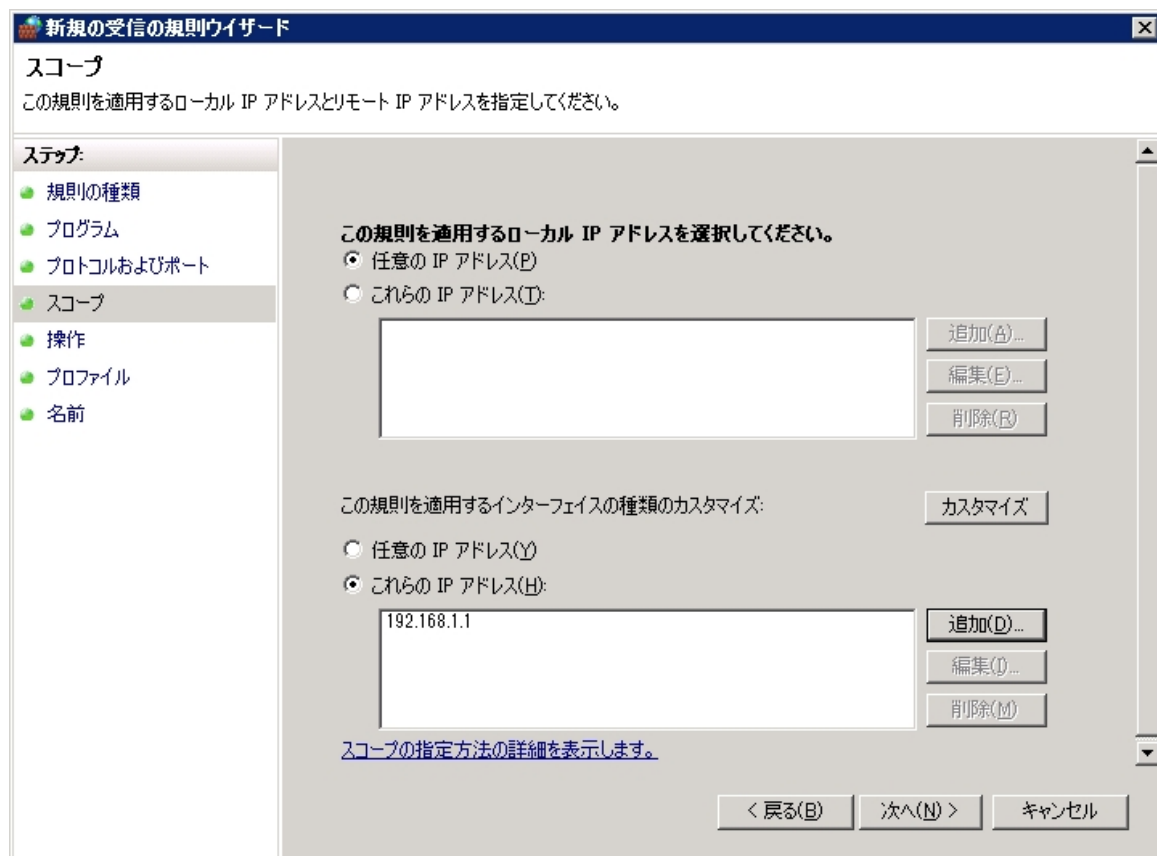 新規の受信の規則ウイザード
スコープ
この規則を適用するローカル IP アドレスとリモート IP アドレスを指定してください。
ステップ:
規則の種類
プログラム
プロトコルおよびポート
スコープ
操作
プロファイル
名前
この規則を適用するローカル IP アドレスを選択してください。
任意の IP アドレス(P)
これらの IP アドレス(T):
追加(A)...
編集(E)...
削除(R)
この規則を適用するインターフェイスの種類のカスタマイズ:
カスタマイズ
任意の IP アドレス(Y)
これらの IP アドレス(H):
192.168.1.1
追加(D)...
編集(I)...
削除(M)
スコープの指定方法の詳細を表示します。
< 戻る(B)
次へ(N) >
キャンセル